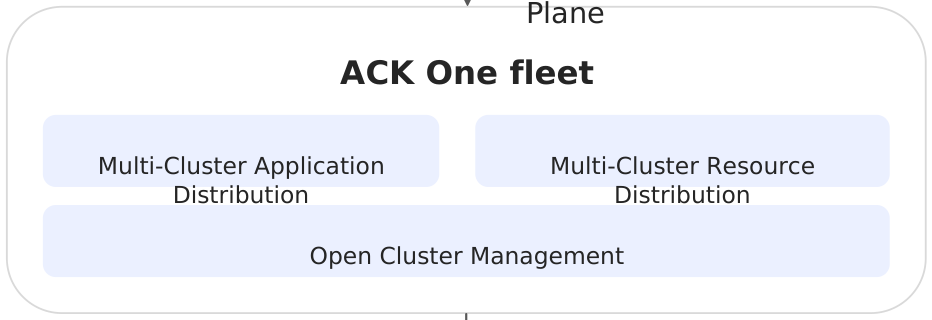 Plane
ACK One fleet
Multi-Cluster Application
Distribution
Multi-Cluster Resource
Distribution
Open Cluster Management